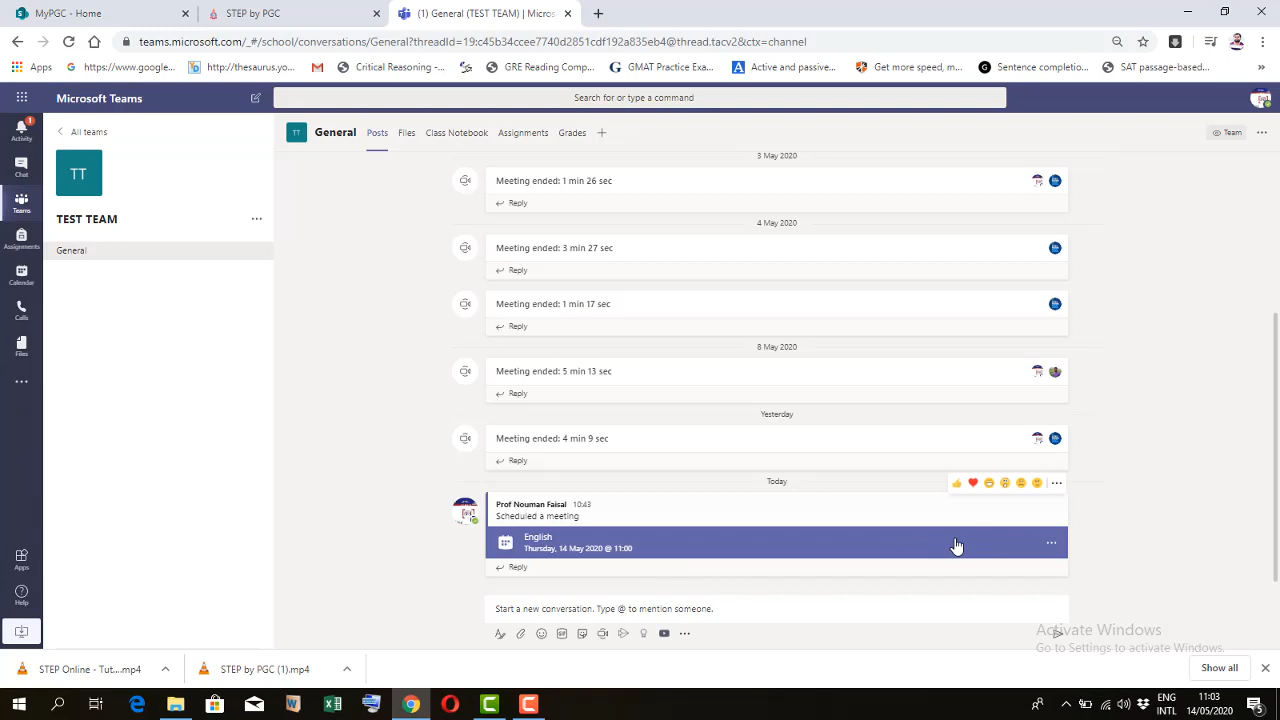 MyPGC - Home
STEP by PGC
(1) General (TEST TEAM) | Micros
teams.microsoft.com/_#/school/conversations/General?threadId=19:c45b34ccee7740d2851cdf192a835eb4@thread.tacv2&ctx=channel
Apps
https://www.google...
http://thesaurus.yo...
Critical Reasoning -...
GRE Reading Comp...
GMAT Practice Exa...
Active and passive...
Get more speed, m...
Sentence completio...
SAT passage-based...
»
Microsoft Teams
Search for or type a command
Activity
1
Chat
Teams
Assignments
Calendar
Calls
Files
Apps
Help
All teams
TT
TEST TEAM
General
TT
General
Posts
Files
Class Notebook
Assignments
Grades
Team
3 May 2020
Meeting ended: 1 min 26 sec
Reply
4 May 2020
Meeting ended: 3 min 27 sec
Reply
Meeting ended: 1 min 17 sec
Reply
8 May 2020
Meeting ended: 5 min 13 sec
Reply
Yesterday
Meeting ended: 4 min 9 sec
Reply
Today
Prof Nouman Faisal 10:43
Scheduled a meeting
English
Thursday, 14 May 2020 @ 11:00
Reply
Start a new conversation. Type @ to mention someone.
Activate Windows
Go to Settings to activate Windows.
STEP Online - Tut....mp4
STEP by PGC (1).mp4
Show all
ENG
INTL
11:03
14/05/2020
5